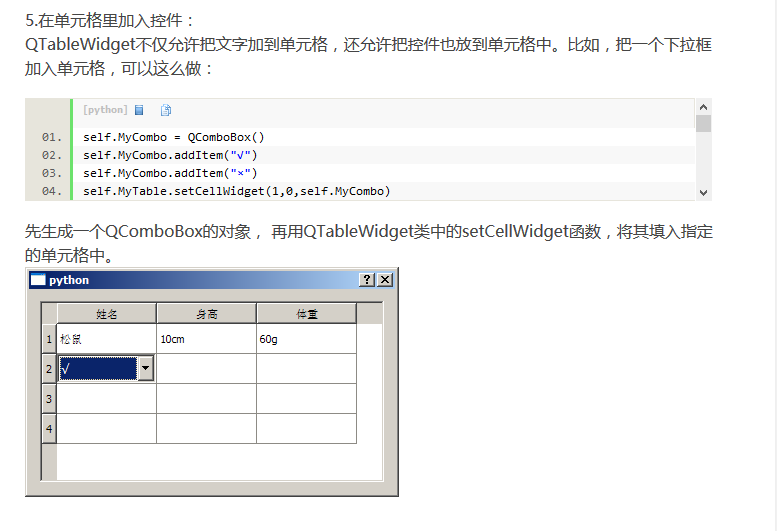 5.在单元格里加入控件：
QTableWidget不仅允许把文字加到单元格，还允许把控件也放到单元格中。比如，把一个下拉框
加入单元格，可以这么做：
[python]
01. self.MyCombo = QComboBox()
02. self.MyCombo.addItem("√")
03. self.MyCombo.addItem("×")
04. self.MyTable.setCellWidget(1,0,self.MyCombo)
先生成一个QComboBox的对象， 再用QTableWidget类中的setCellWidget函数，将其填入指定
的单元格中。
python ? ×
姓名 身高 体重
1 松鼠 10cm 60g
2 √
3
4